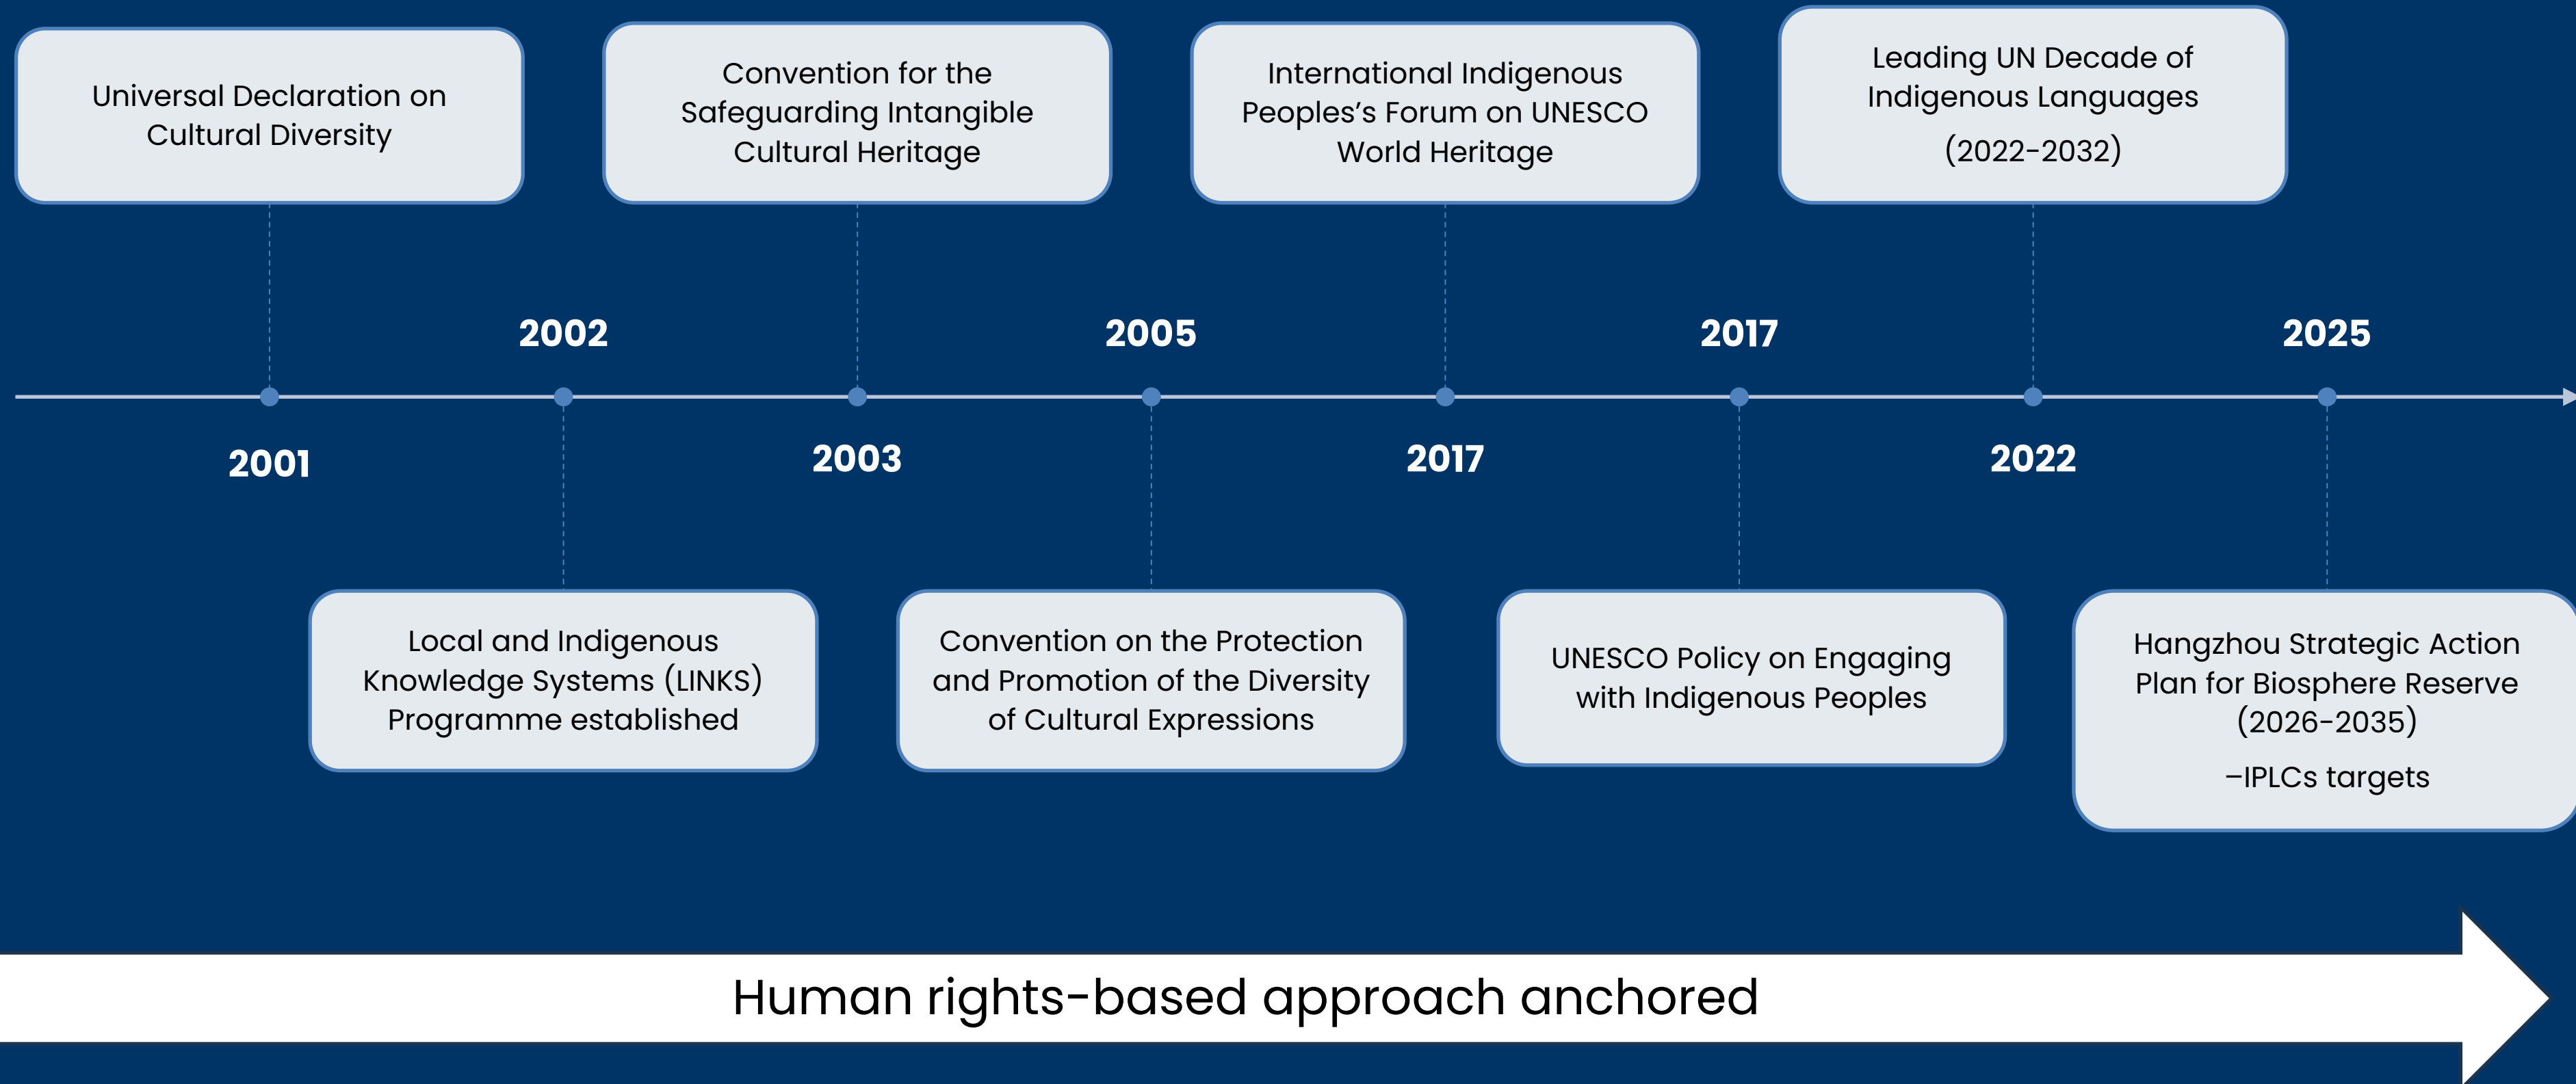 Universal Declaration on
Cultural Diversity
Convention for the
Safeguarding Intangible
Cultural Heritage
International Indigenous
Peoples’s Forum on UNESCO
World Heritage
Leading UN Decade of
Indigenous Languages
(2022-2032)
2002
2005
2017
2025
2001
2003
2017
2022
Local and Indigenous
Knowledge Systems (LINKS)
Programme established
Convention on the Protection
and Promotion of the Diversity
of Cultural Expressions
UNESCO Policy on Engaging
with Indigenous Peoples
Hangzhou Strategic Action
Plan for Biosphere Reserve
(2026-2035)
–IPLCs targets
Human rights-based approach anchored